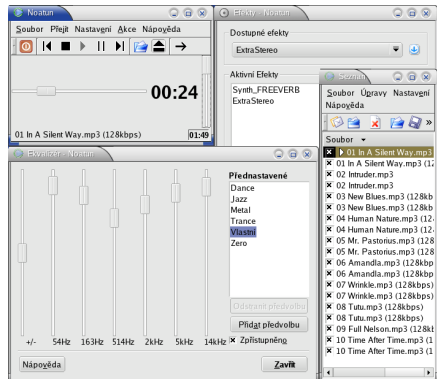 Noatun
Soubor Přejít Nastavení Akce Nápověda
00:24
01 In A Silent Way.mp3 (128kbps)
01:49
Efekty - Noatun
Dostupné efekty
ExtraStereo
Aktivní Efekty
Synth_FREEVERB
ExtraStereo
Seznam
Soubor Úpravy Nastavení
Nápověda
Soubor
01 In A Silent Way.mp3
01 In A Silent Way.mp3 (12
02 Intruder.mp3
02 Intruder.mp3
03 New Blues.mp3 (128kb
03 New Blues.mp3 (128kb
04 Human Nature.mp3 (12
04 Human Nature.mp3 (12
05 Mr. Pastorius.mp3 (128
05 Mr. Pastorius.mp3 (128
06 Amandla.mp3 (128kbp
06 Amandla.mp3 (128kbp
07 Wrinkle.mp3 (128kbps)
07 Wrinkle.mp3 (128kbps)
08 Tutu.mp3 (128kbps)
08 Tutu.mp3 (128kbps)
09 Full Nelson.mp3 (128kb
10 Time After Time.mp3 (1
10 Time After Time.mp3 (1
Ekvalizér - Noatun
Přednastavené
Dance
Jazz
Metal
Trance
Vlastní
Zero
Odstranit předvolbu
Přidat předvolbu
Zpřístupněno
+/- 54Hz 163Hz 514Hz 2kHz 5kHz 14kHz
Nápověda
Zavřít